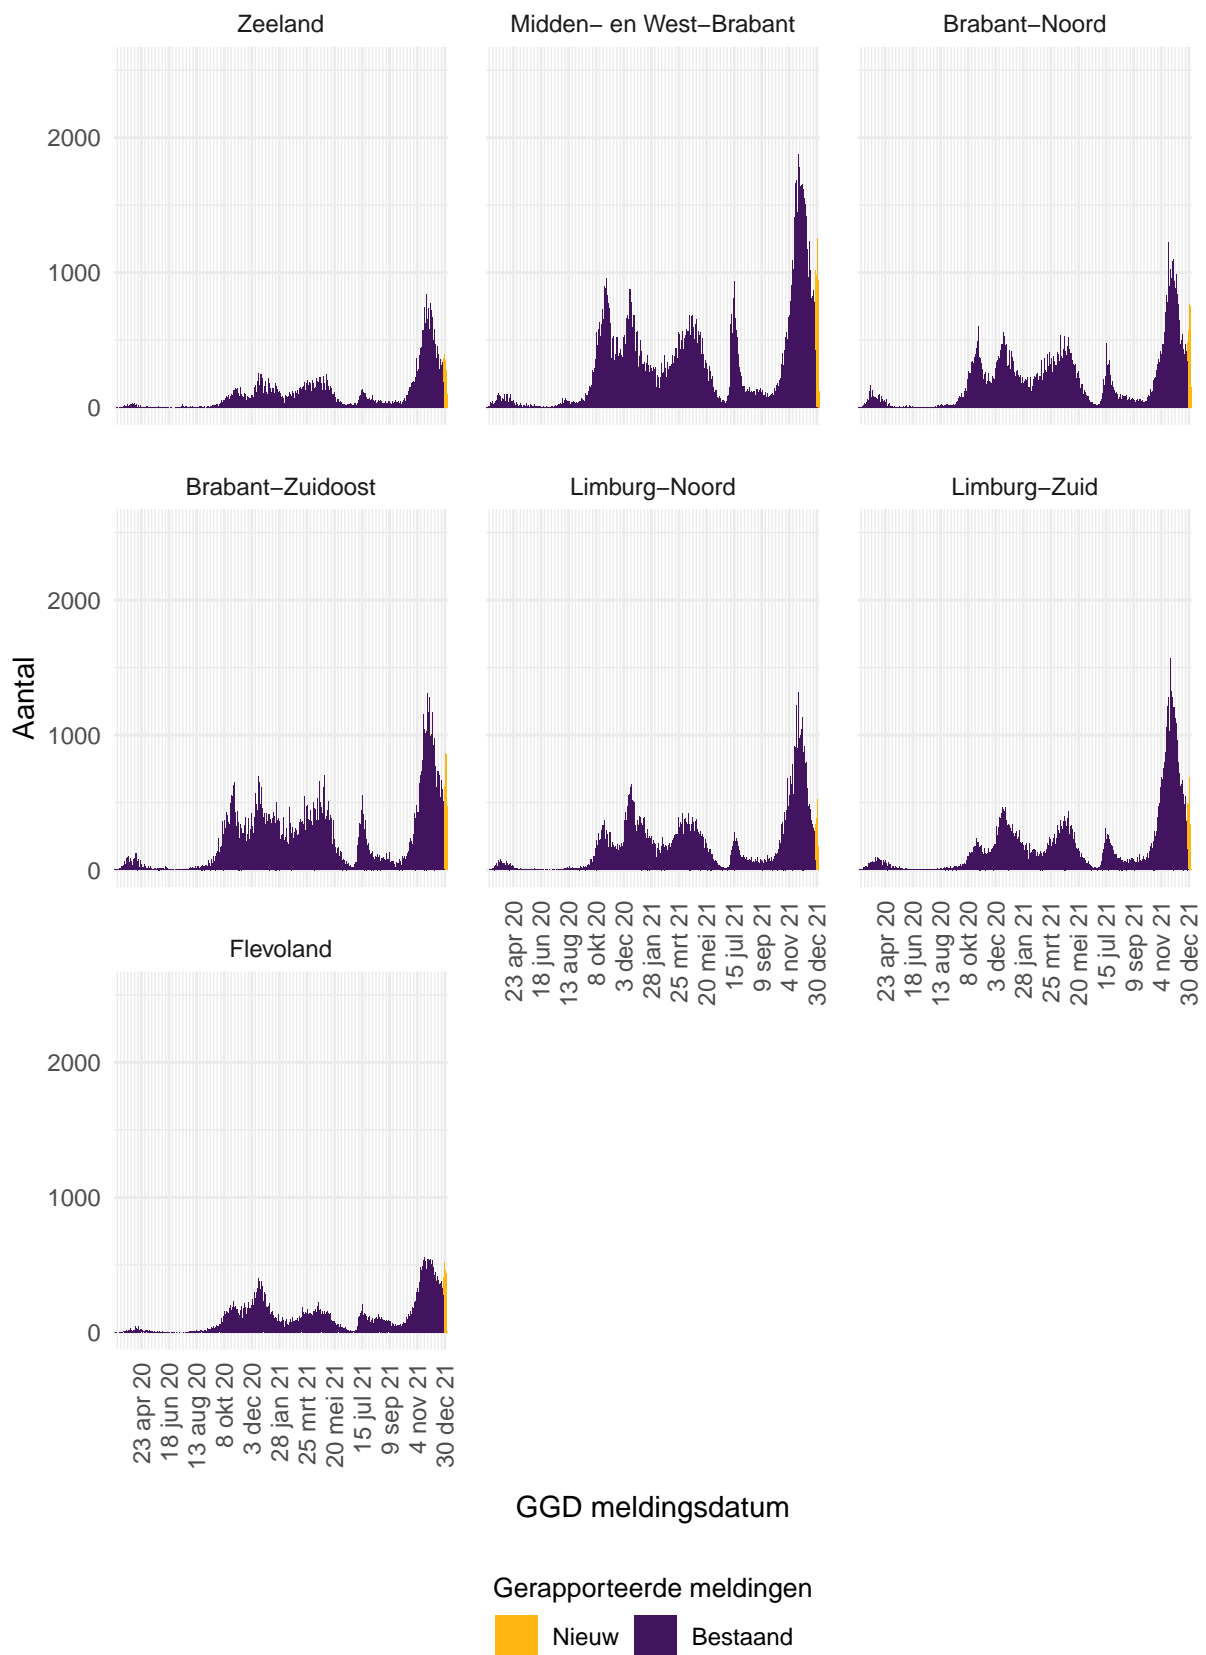 Zeeland
Midden− en West−Brabant
Brabant−Noord
2000
1000
0
Brabant−Zuidoost
Limburg−Noord
Limburg−Zuid
2000
1000
0
Aantal
23 apr 20
18 jun 20
13 aug 20
8 okt 20
3 dec 20
28 jan 21
25 mrt 21
20 mei 21
15 jul 21
9 sep 21
4 nov 21
30 dec 21
23 apr 20
18 jun 20
13 aug 20
8 okt 20
3 dec 20
28 jan 21
25 mrt 21
20 mei 21
15 jul 21
9 sep 21
4 nov 21
30 dec 21
Flevoland
2000
1000
0
23 apr 20
18 jun 20
13 aug 20
8 okt 20
3 dec 20
28 jan 21
25 mrt 21
20 mei 21
15 jul 21
9 sep 21
4 nov 21
30 dec 21
GGD meldingsdatum
Gerapporteerde meldingen
Nieuw
Bestaand